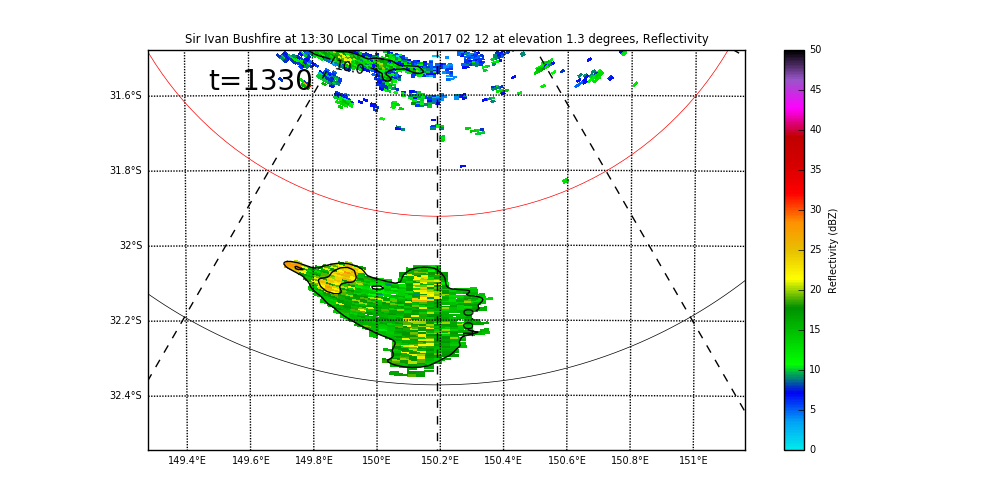 Sir Ivan Bushfire at 13:30 Local Time on 2017 02 12 at elevation 1.3 degrees, Reflectivity
t=1330
10.0
31.6°S
31.8°S
32°S
32.2°S
32.4°S
149.4°E 149.6°E 149.8°E 150°E 150.2°E 150.4°E 150.6°E 150.8°E 151°E
50
45
40
35
30
25
20
15
10
5
0
Reflectivity (dBZ)